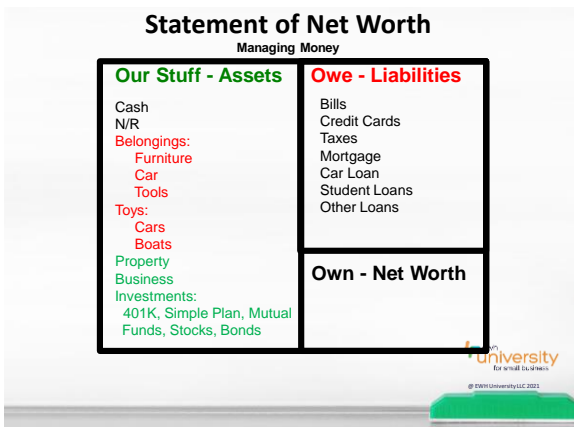 Statement of Net Worth
Managing Money
Our Stuff - Assets
Cash
N/R
Belongings:
Furniture
Car
Tools
Toys:
Cars
Boats
Property
Business
Investments:
401K, Simple Plan, Mutual
Funds, Stocks, Bonds
Owe - Liabilities
Bills
Credit Cards
Taxes
Mortgage
Car Loan
Student Loans
Other Loans
Own - Net Worth
university
for small business
@ EWH University LLC 2021